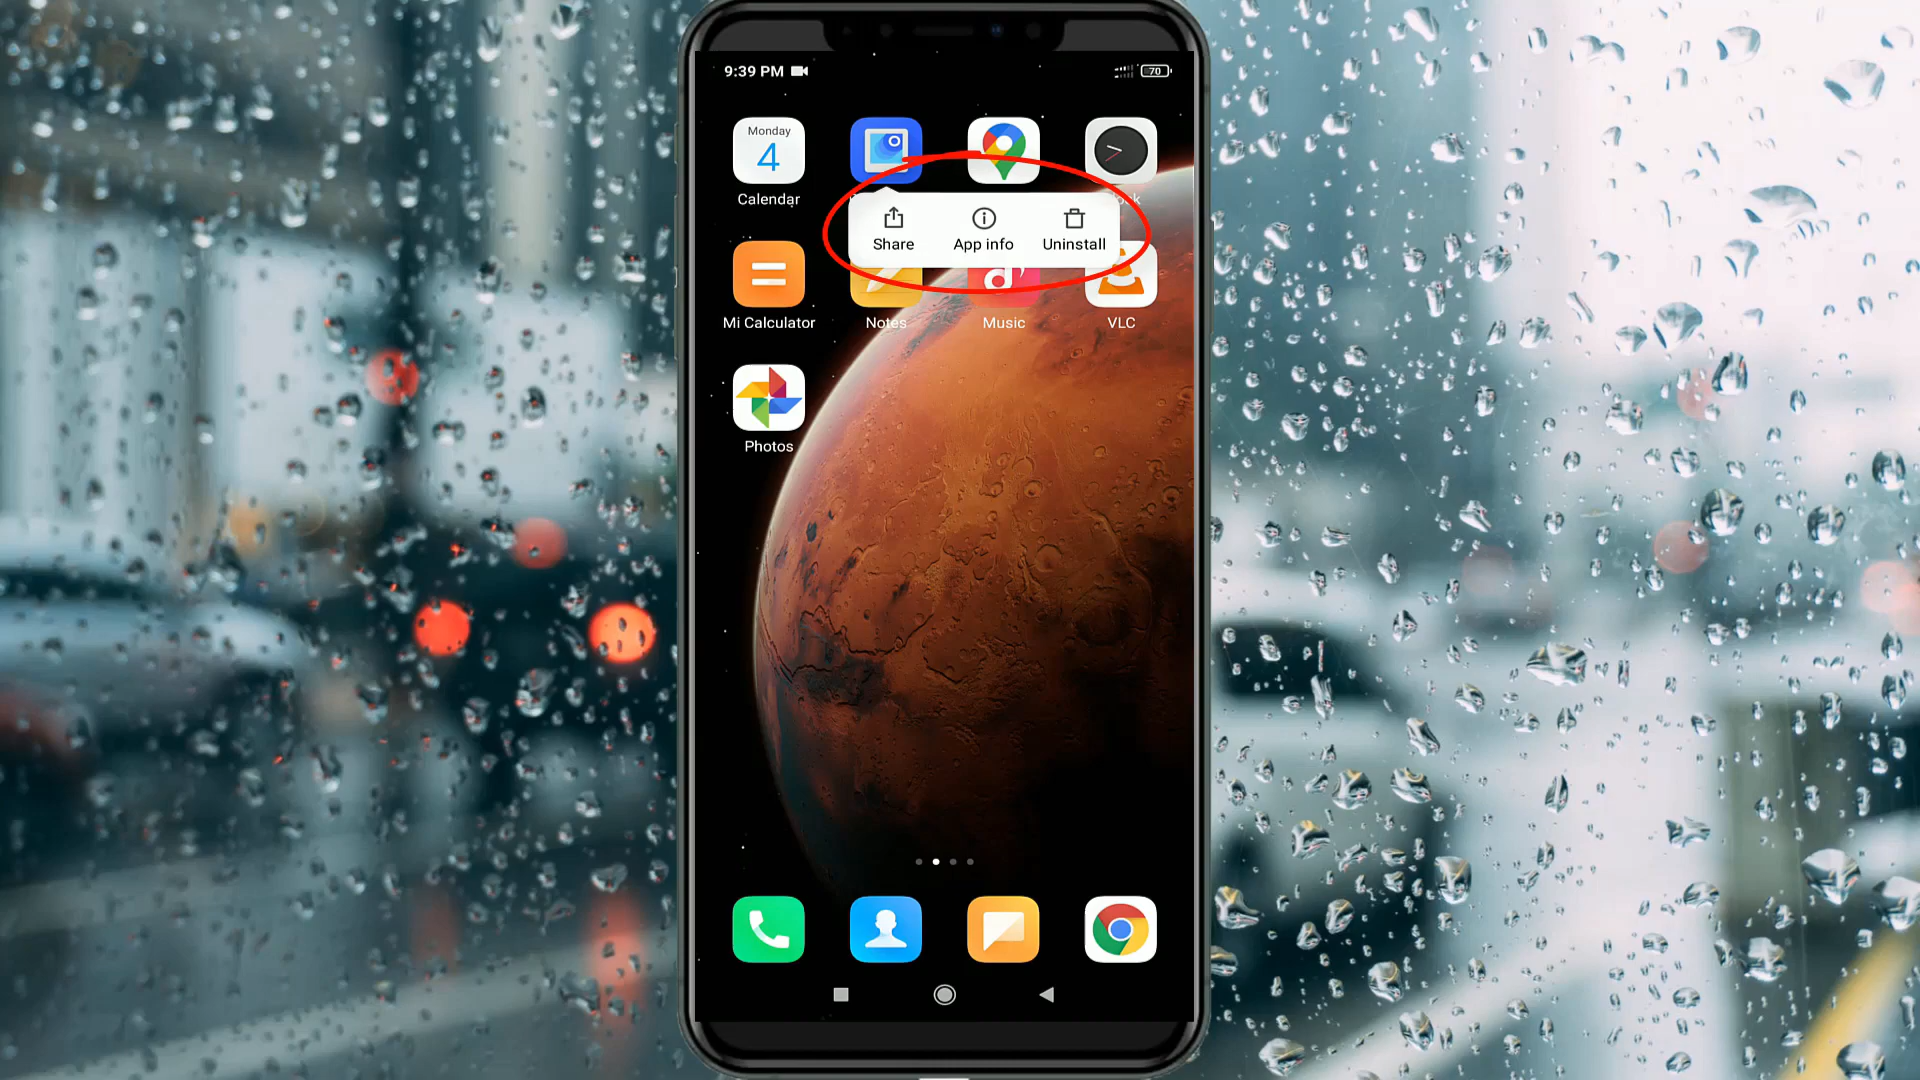 9:39 PM
70
Monday
4
Calendar
Share
App info
Uninstall
Mi Calculator
Notes
Music
VLC
Photos